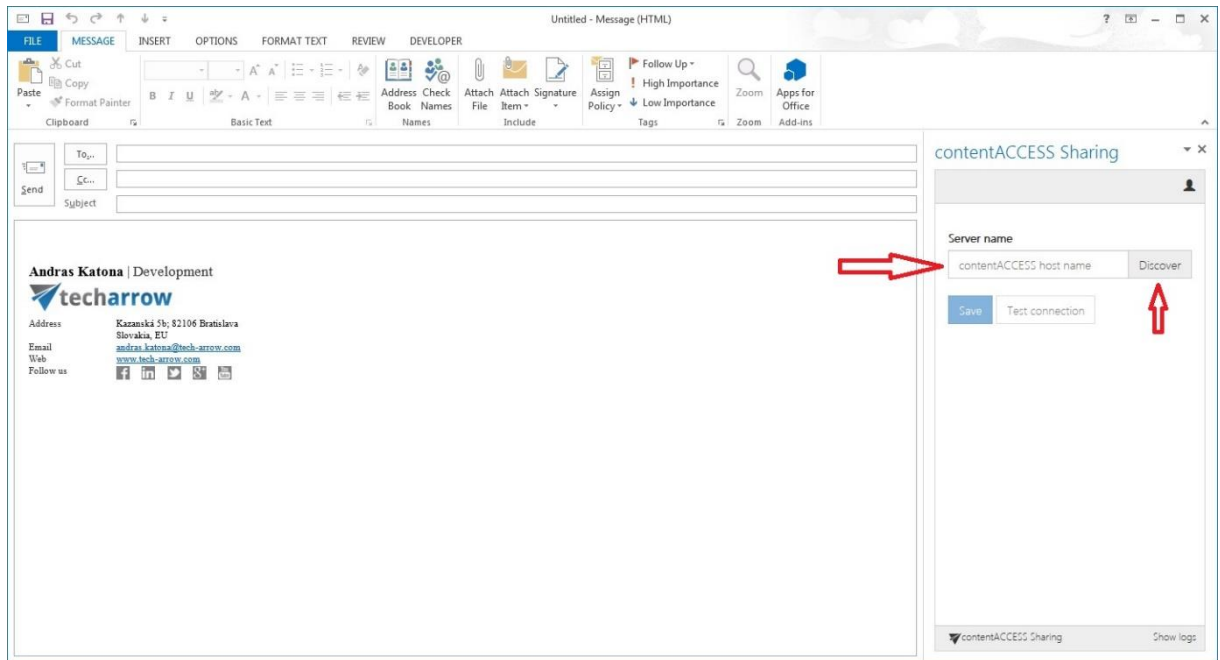 Untitled - Message (HTML)
FILE MESSAGE INSERT OPTIONS FORMAT TEXT REVIEW DEVELOPER
Paste
Cut
Copy
Format Painter
Clipboard
B I U
Basic Text
Address Book
Check Names
Names
Attach File
Attach Item
Signature
Include
Assign Policy
Follow Up
High Importance
Low Importance
Tags
Zoom
Zoom
Apps for Office
Add-ins
Send
To...
Cc...
Subject
Andras Katona | Development
techarrow
Address Kazanská 5b; 82106 Bratislava
Slovakia, EU
Email andras.katona@tech-arrow.com
Web www.tech-arrow.com
Follow us
contentACCESS Sharing
Server name
contentACCESS host name Discover
Save Test connection
contentACCESS Sharing Show logs